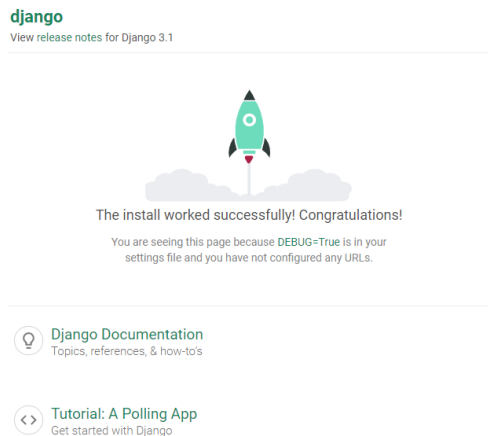 django
View release notes for Django 3.1
The install worked successfully! Congratulations!
You are seeing this page because DEBUG=True is in your
settings file and you have not configured any URLs.
Django Documentation
Topics, references, & how-to's
Tutorial: A Polling App
Get started with Django